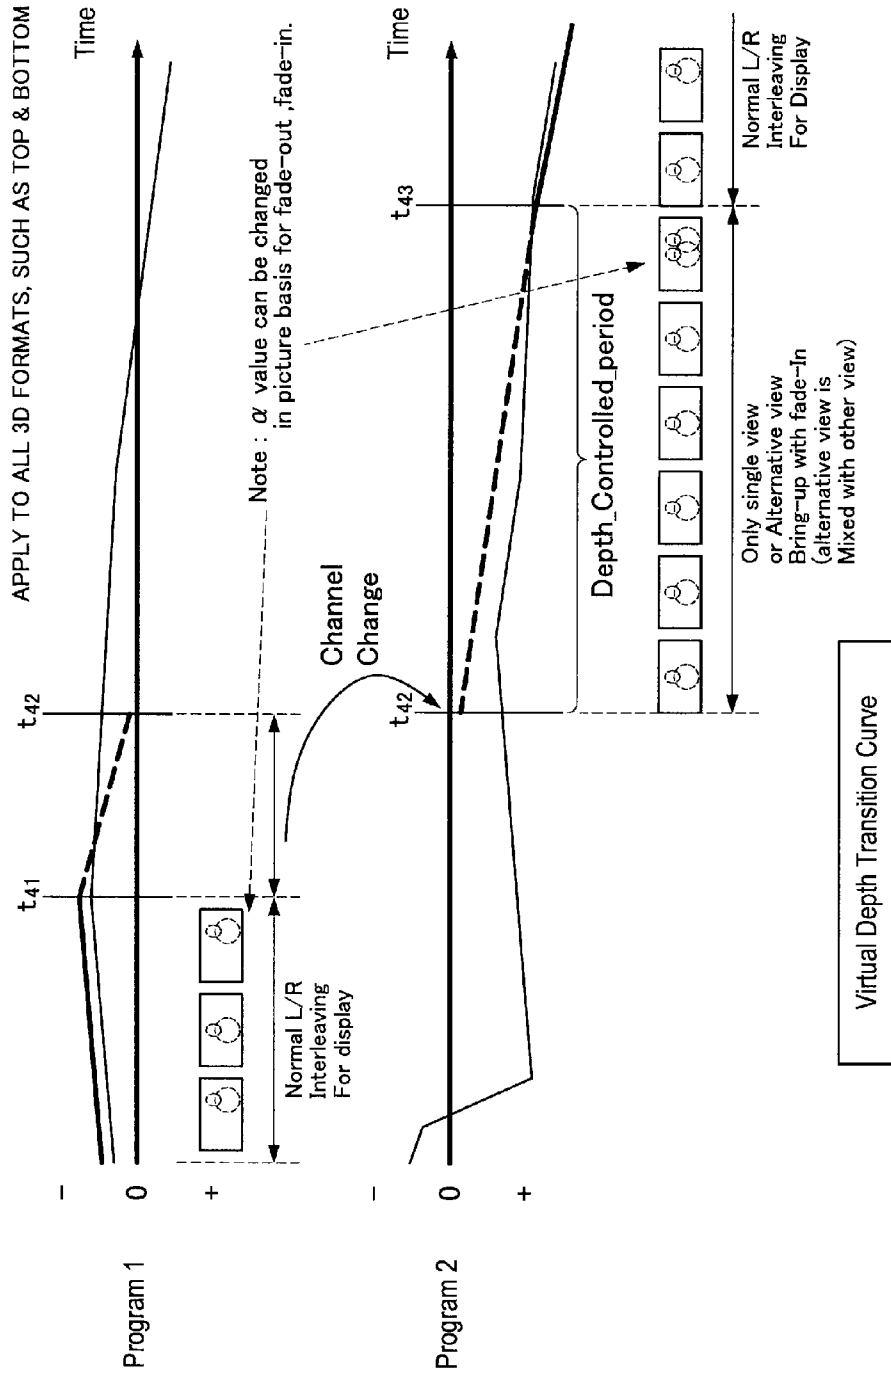 APPLY TO ALL 3D FORMATS, SUCH AS TOP & BOTTOM
Program 1
-
0
+
t41
t42
Time
Normal L/R
Interleaving
For display
Note : α value can be changed
in picture basis for fade-out ,fade-in.
Channel
Change
Program 2
-
0
+
t42
t43
Time
Depth_Controlled_period
Only single view
or Alternative view
Bring-up with fade-In
(alternative view is
Mixed with other view)
Normal L/R
Interleaving
For Display
Virtual Depth Transition Curve